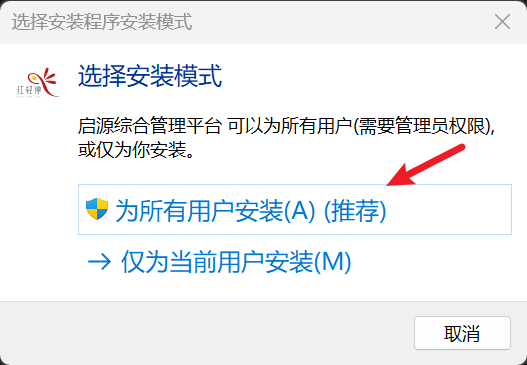 选择安装程序安装模式
选择安装模式
启源综合管理平台 可以为所有用户(需要管理员权限),
或仅为你安装。
为所有用户安装(A) (推荐)
仅为当前用户安装(M)
取消